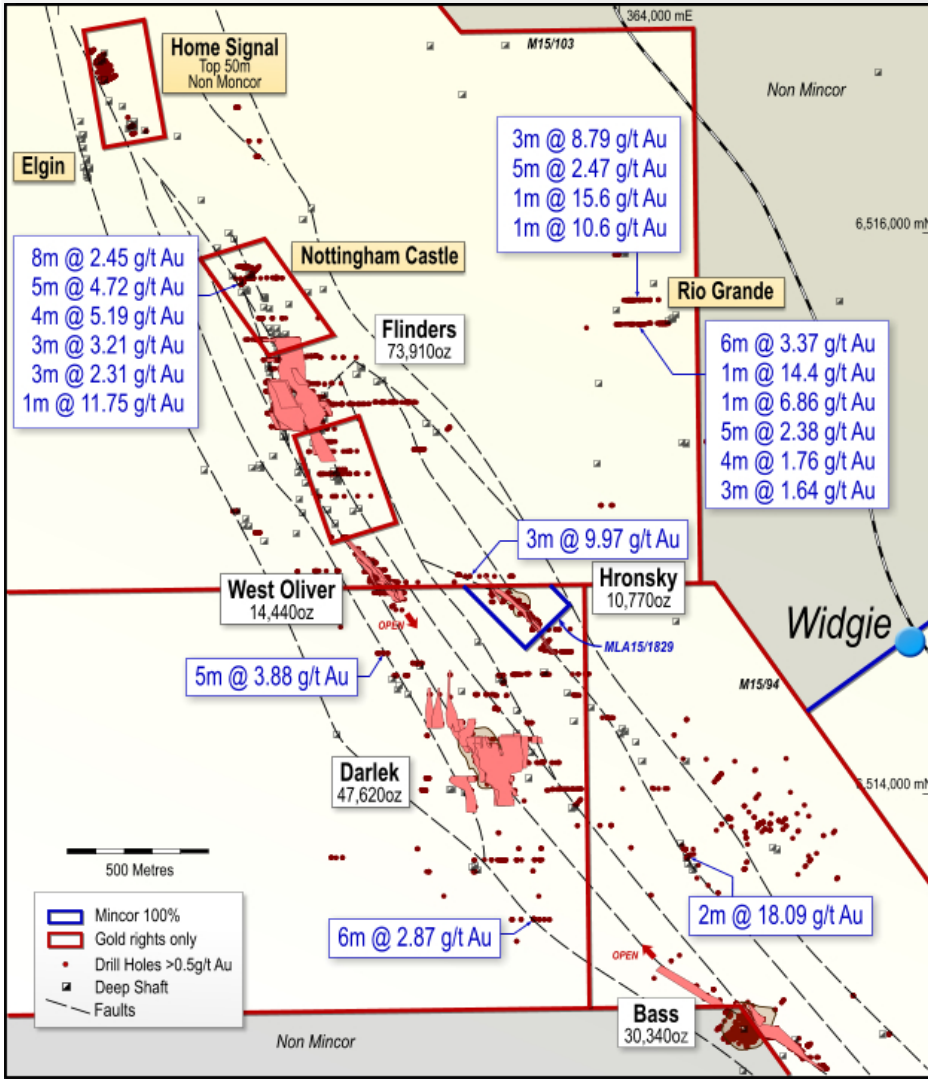 364,000 mE
M15/103
Home Signal
Top 50m
Non Moncor
Non Mincor
Elgin
3m @ 8.79 g/t Au
5m @ 2.47 g/t Au
1m @ 15.6 g/t Au
1m @ 10.6 g/t Au
6,516,000 mN
8m @ 2.45 g/t Au
5m @ 4.72 g/t Au
4m @ 5.19 g/t Au
3m @ 3.21 g/t Au
3m @ 2.31 g/t Au
1m @ 11.75 g/t Au
Nottingham Castle
Rio Grande
Flinders
73,910oz
6m @ 3.37 g/t Au
1m @ 14.4 g/t Au
1m @ 6.86 g/t Au
5m @ 2.38 g/t Au
4m @ 1.76 g/t Au
3m @ 1.64 g/t Au
3m @ 9.97 g/t Au
West Oliver
14,440oz
Hronsky
10,770oz
OPEN
MLA15/1829
Widgie
5m @ 3.88 g/t Au
M15/94
Darlek
47,620oz
6,514,000 mN
500 Metres
Mincor 100%
Gold rights only
Drill Holes >0.5g/t Au
Deep Shaft
Faults
6m @ 2.87 g/t Au
2m @ 18.09 g/t Au
OPEN
Bass
30,340oz
Non Mincor